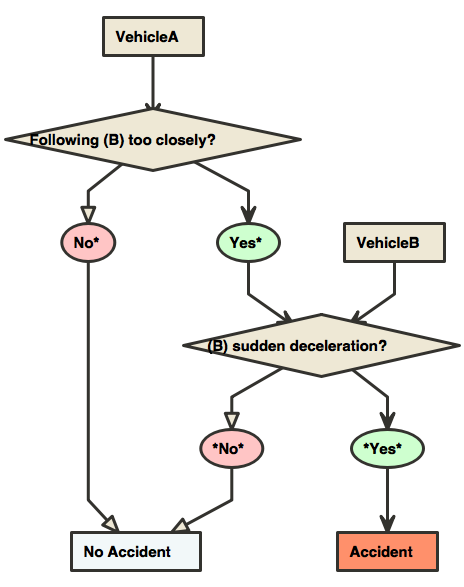 VehicleA
Following (B) too closely?
No*
Yes*
VehicleB
(B) sudden deceleration?
*No*
*Yes*
No Accident
Accident